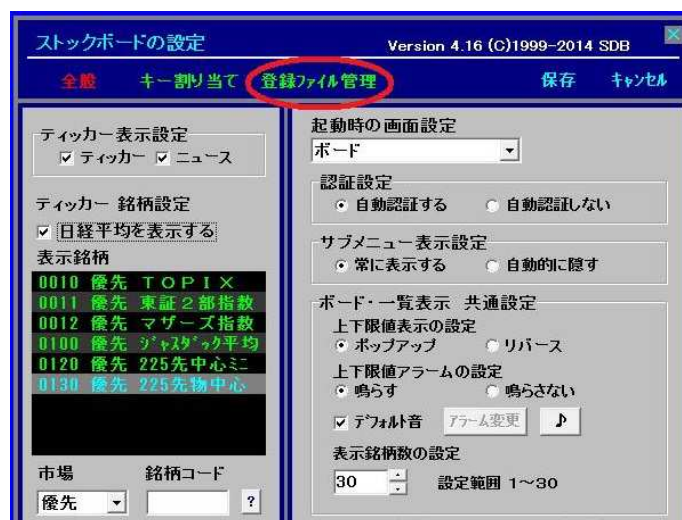 ストックボードの設定 Version 4.16 (C)1999-2014 SDB
全般 キー割り当て 登録ファイル管理 保存 キャンセル
ティッカー表示設定
ティッカー ニュース
ティッカー 銘柄設定
日経平均を表示する
表示銘柄
0010 優先 TOPIX
0011 優先 東証2部指数
0012 優先 マザーズ指数
0100 優先 ジャスダック平均
0120 優先 225先中心ミニ
0130 優先 225先物中心
市場 銘柄コード
優先 ?
起動時の画面設定
ボード
認証設定
自動認証する 自動認証しない
サブメニュー表示設定
常に表示する 自動的に隠す
ボード・一覧表示 共通設定
上下限値表示の設定
ポップアップ リバース
上下限値アラームの設定
鳴らす 鳴らさない
デフォルト音 アラーム変更 ♪
表示銘柄数の設定
30 設定範囲 1~30